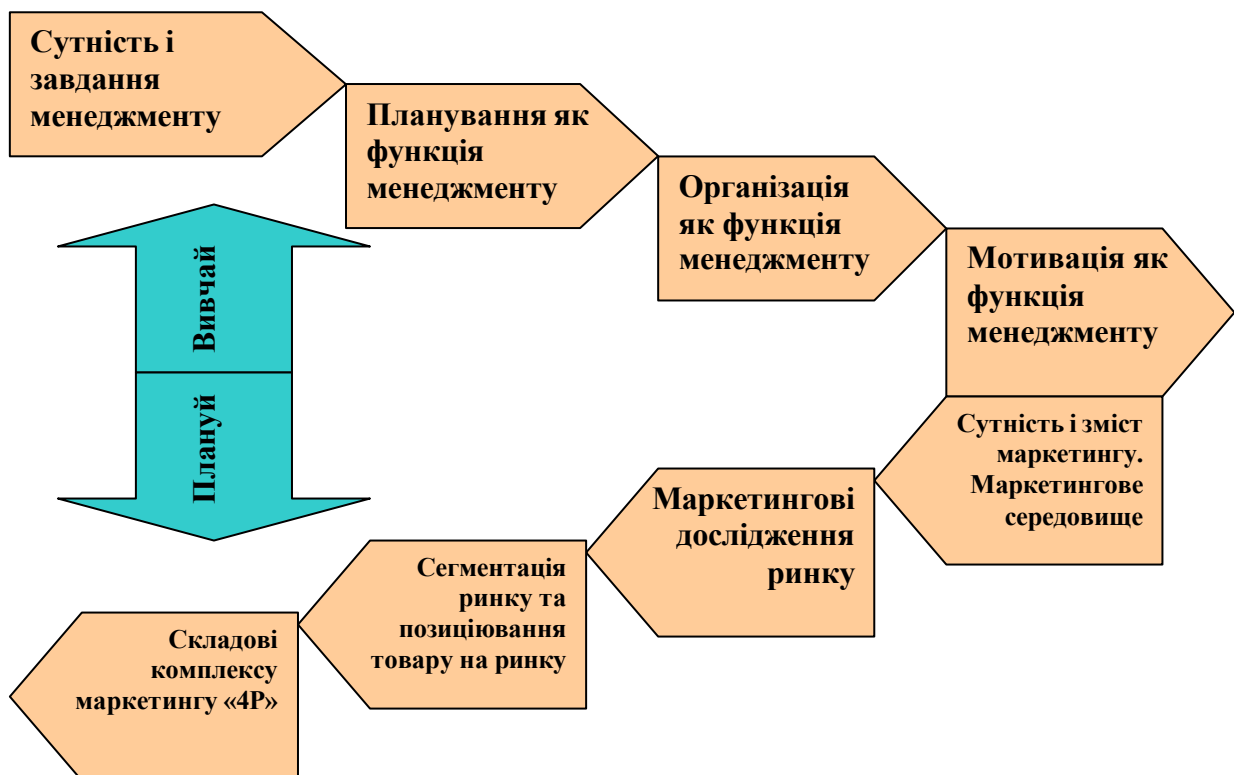 Сутність і
завдання
менеджменту
Планування як
функція
менеджменту
Організація
як функція
менеджменту
Мотивація як
функція
менеджменту
Вивчай
Плануй
Сутність і зміст
маркетингу.
Маркетингове
середовище
Маркетингові
дослідження
ринку
Сегментація
ринку та
позиціювання
товару на ринку
Складові
комплексу
маркетингу «4Р»